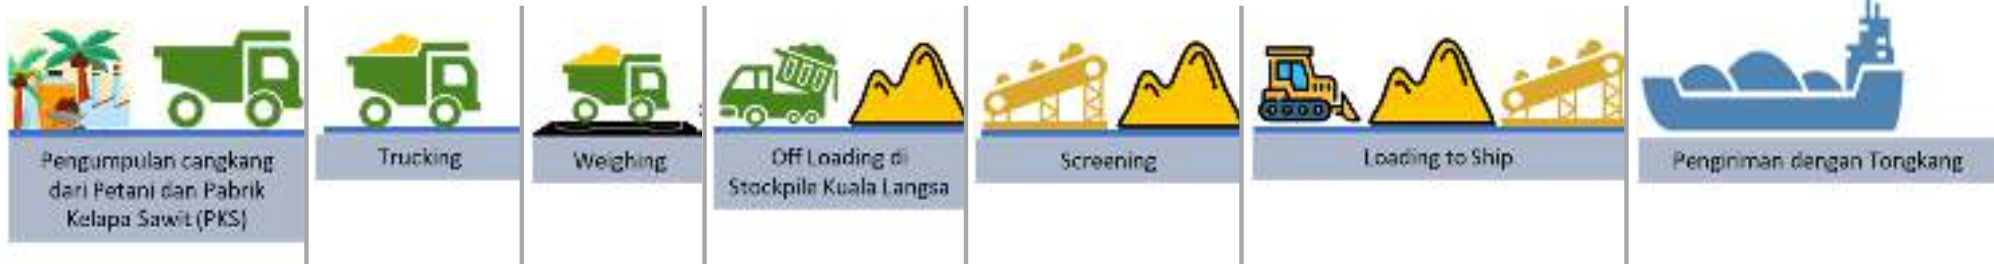 Pengumpulan cangkang
dari Petani dan Pabrik
Kelapa Sawit (PKS)
Trucking
Weighing
Off Loading di
Stockpile Kuala Langsa
Screening
Loading to Ship
Pengiriman dengan Tongkang